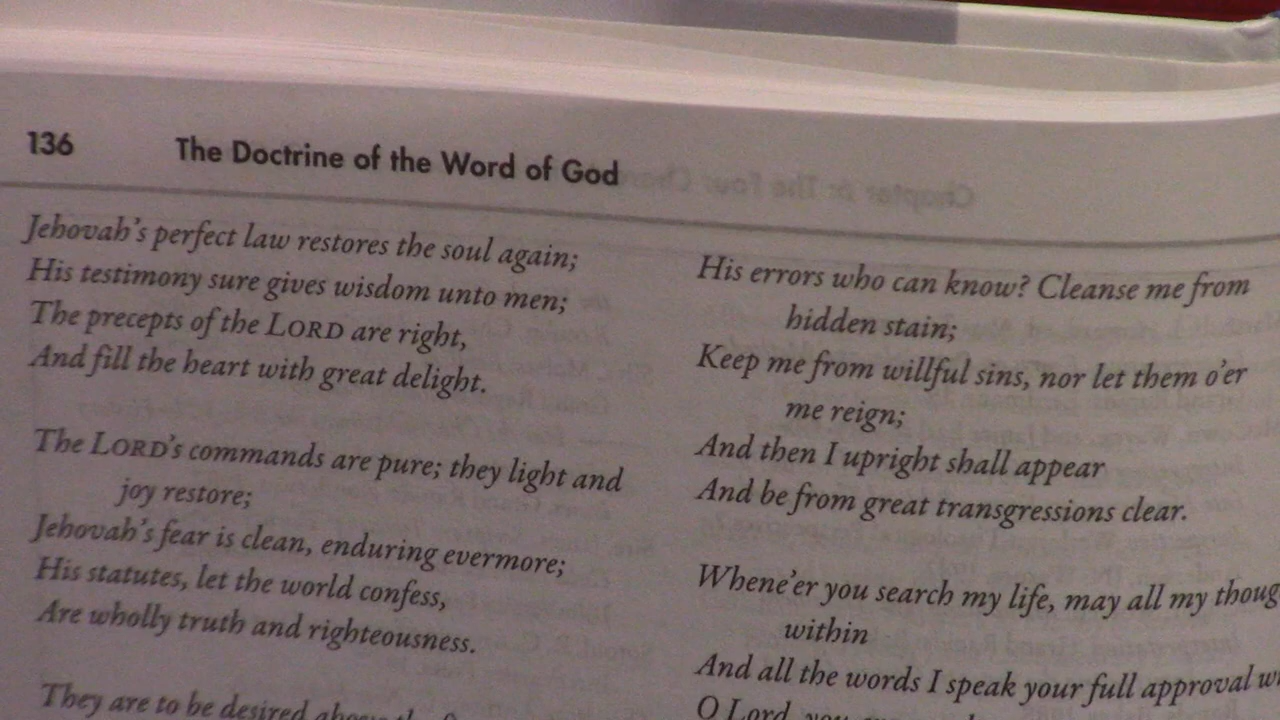 136 The Doctrine of the Word of God
Jehovah's perfect law restores the soul again;
His testimony sure gives wisdom unto men;
The precepts of the LORD are right,
And fill the heart with great delight.
The LORD's commands are pure; they light and
joy restore;
Jehovah's fear is clean, enduring evermore;
His statutes, let the world confess,
Are wholly truth and righteousness.
They are to be desired above
His errors who can know? Cleanse me from
hidden stain;
Keep me from willful sins, nor let them o'er
me reign;
And then I upright shall appear
And be from great transgressions clear.
Whene'er you search my life, may all my
within
And all the words I speak your full approval
O Lord, you